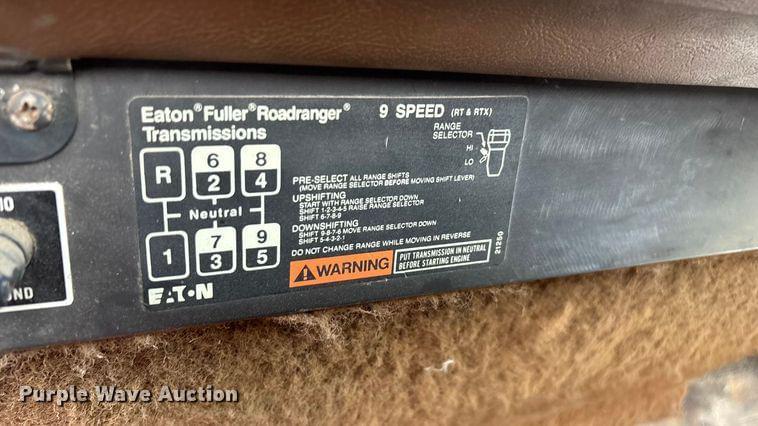 Eaton® Fuller® Roadranger® 9 SPEED (RT & RTX)
Transmissions
RANGE
SELECTOR
HI
LO
R 6 8
2 4
Neutral
1 7 9
3 5
PRE-SELECT ALL RANGE SHIFTS
(MOVE RANGE SELECTOR BEFORE MOVING SHIFT LEVER)
UPSHIFTING
START WITH RANGE SELECTOR DOWN
SHIFT 1-2-3-4-5 RAISE RANGE SELECTOR
SHIFT 6-7-8-9
DOWNSHIFTING
SHIFT 9-8-7-6 MOVE RANGE SELECTOR DOWN
SHIFT 5-4-3-2-1
DO NOT CHANGE RANGE WHILE MOVING IN REVERSE
WARNING
PUT TRANSMISSION IN NEUTRAL
BEFORE STARTING ENGINE
21250
EATON
IO
ND
Purple Wave Auction